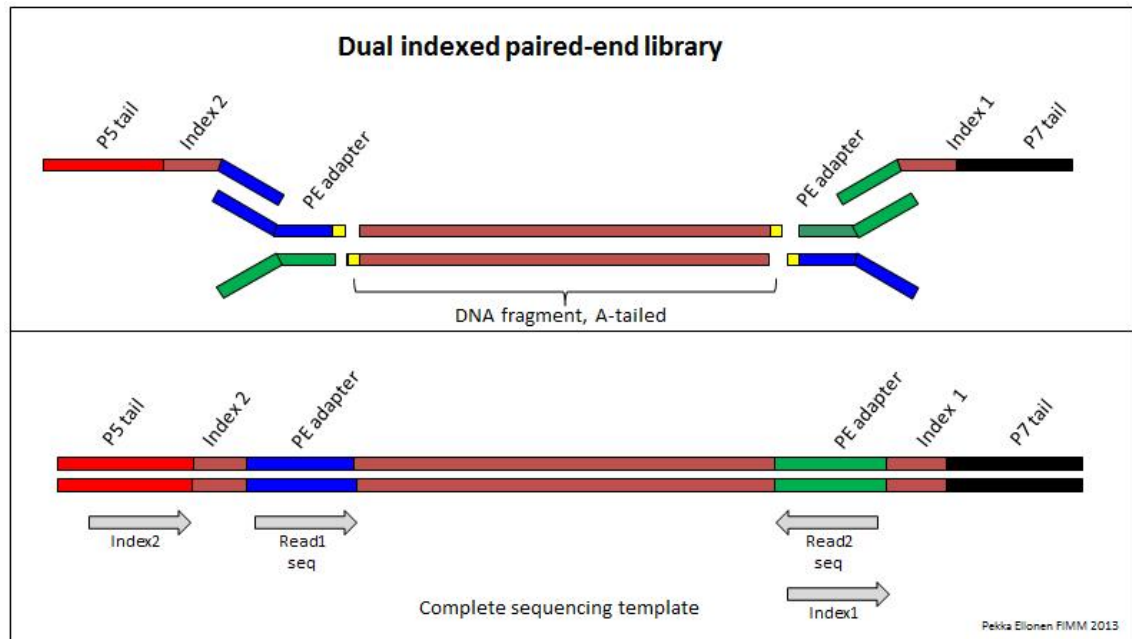 Dual indexed paired-end library
P5 tail
Index 2
PE adapter
PE adapter
Index 1
P7 tail
DNA fragment, A-tailed
P5 tail
Index 2
PE adapter
PE adapter
Index 1
P7 tail
Index2
Read1
seq
Read2
seq
Index1
Complete sequencing template
Pekka Ellonen FIMM 2013